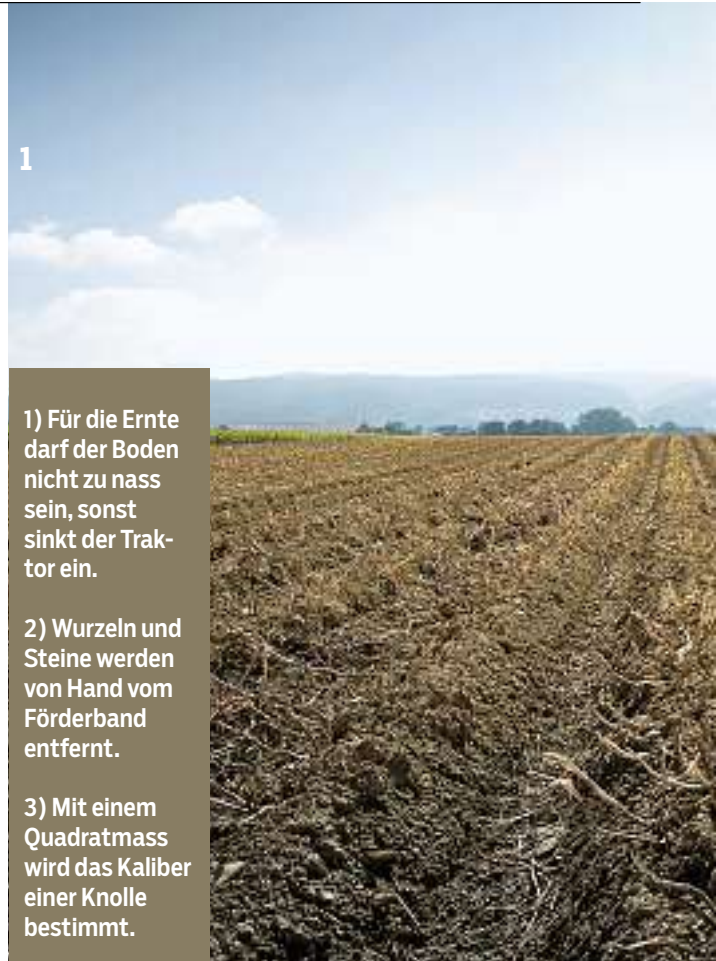 1
1) Für die Ernte
darf der Boden
nicht zu nass
sein, sonst
sinkt der Trak-
tor ein.
2) Wurzeln und
Steine werden
von Hand vom
Förderband
entfernt.
3) Mit einem
Quadratmass
wird das Kaliber
einer Knolle
bestimmt.